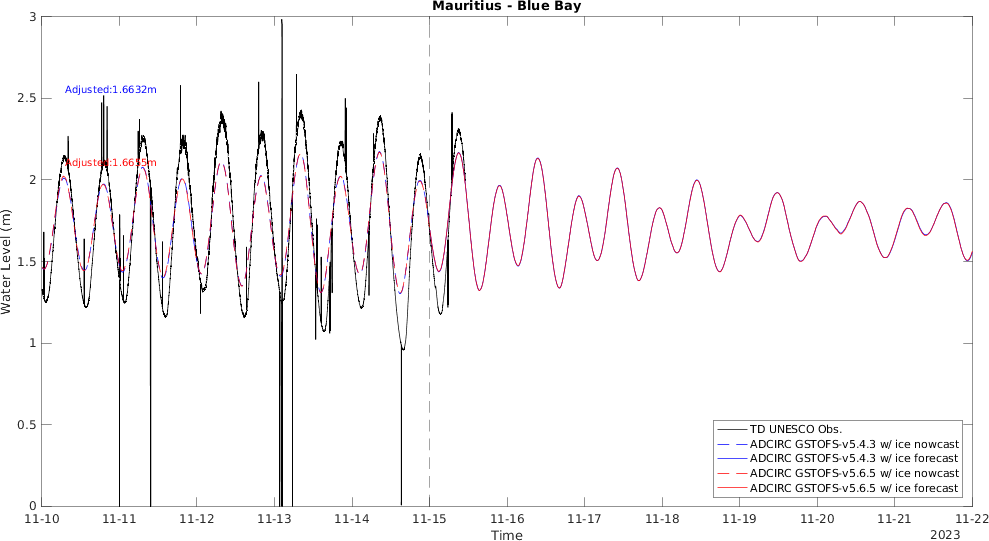 Mauritius - Blue Bay
Water Level (m)
3
2.5
2
1.5
1
0.5
0
Adjusted:1.6632m
Adjusted:1.6655m
TD UNESCO Obs.
ADCIRC GSTOFS-v5.4.3 w/ ice nowcast
ADCIRC GSTOFS-v5.4.3 w/ ice forecast
ADCIRC GSTOFS-v5.6.5 w/ ice nowcast
ADCIRC GSTOFS-v5.6.5 w/ ice forecast
11-10 11-11 11-12 11-13 11-14 11-15 11-16 11-17 11-18 11-19 11-20 11-21 11-22
Time
2023